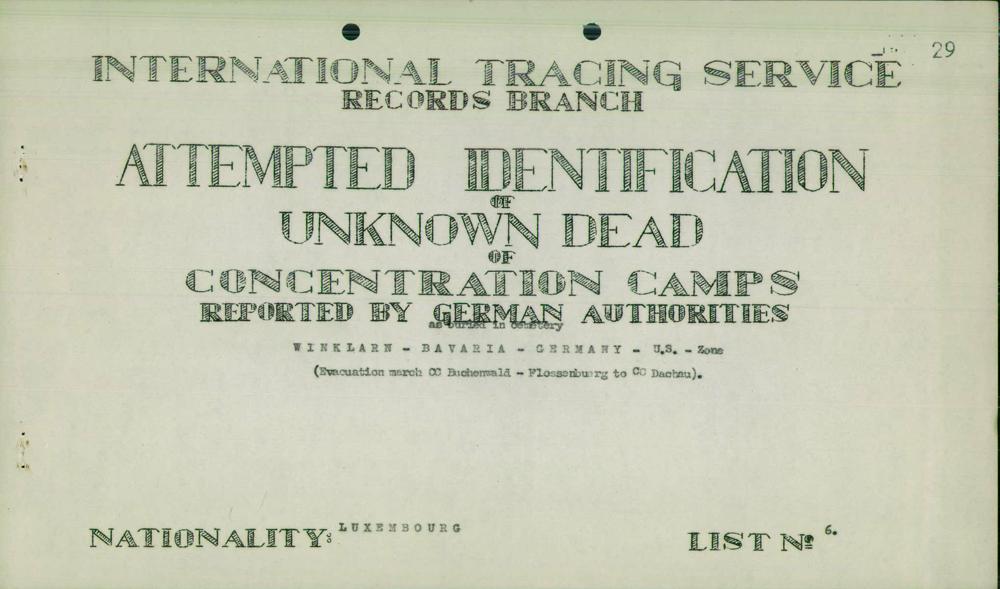 29
INTERNATIONAL TRACING SERVICE
RECORDS BRANCH
ATTEMPTED IDENTIFICATION
OF
UNKNOWN DEAD
OF
CONCENTRATION CAMPS
REPORTED BY GERMAN AUTHORITIES
as buried in cemetery
WINKLARN - BAVARIA - GERMANY - U.S. - Zone
(Evacuation march CC Buchenwald - Flossenbuerg to CC Dachau).
NATIONALITY: LUXEMBOURG
LIST Nº 6.